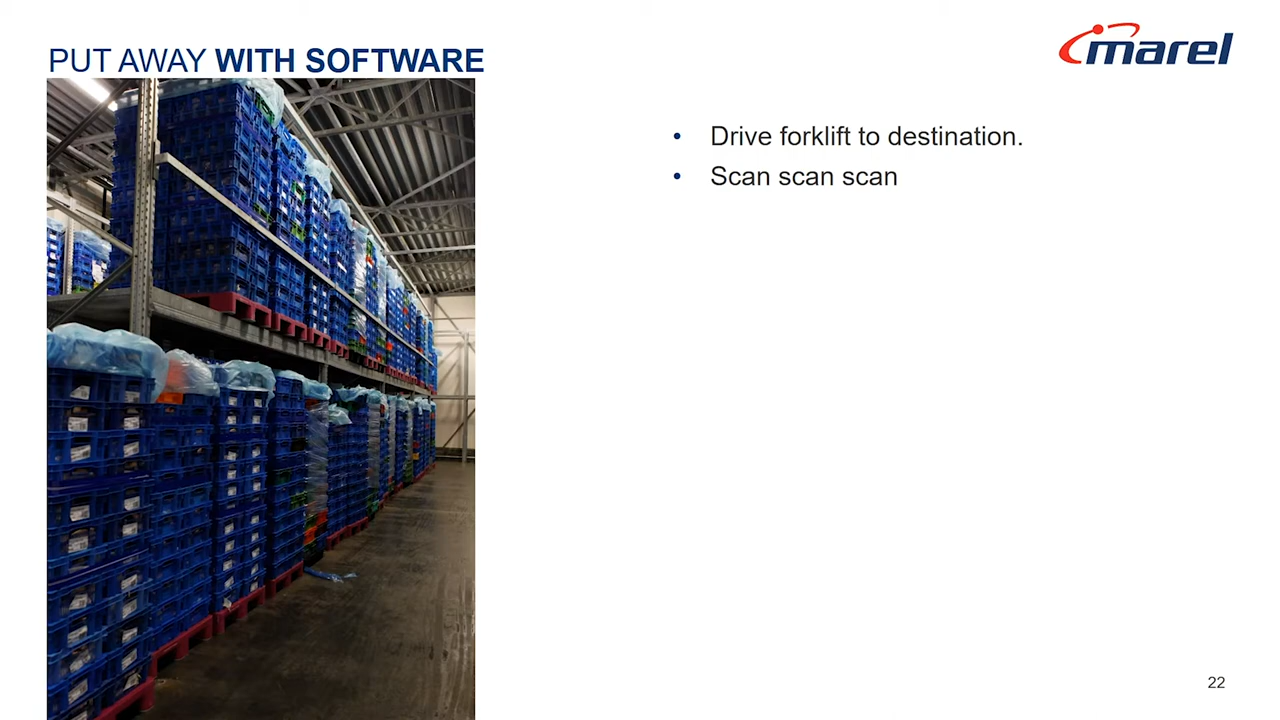 PUT AWAY WITH SOFTWARE
marel
• Drive forklift to destination.
• Scan scan scan
22